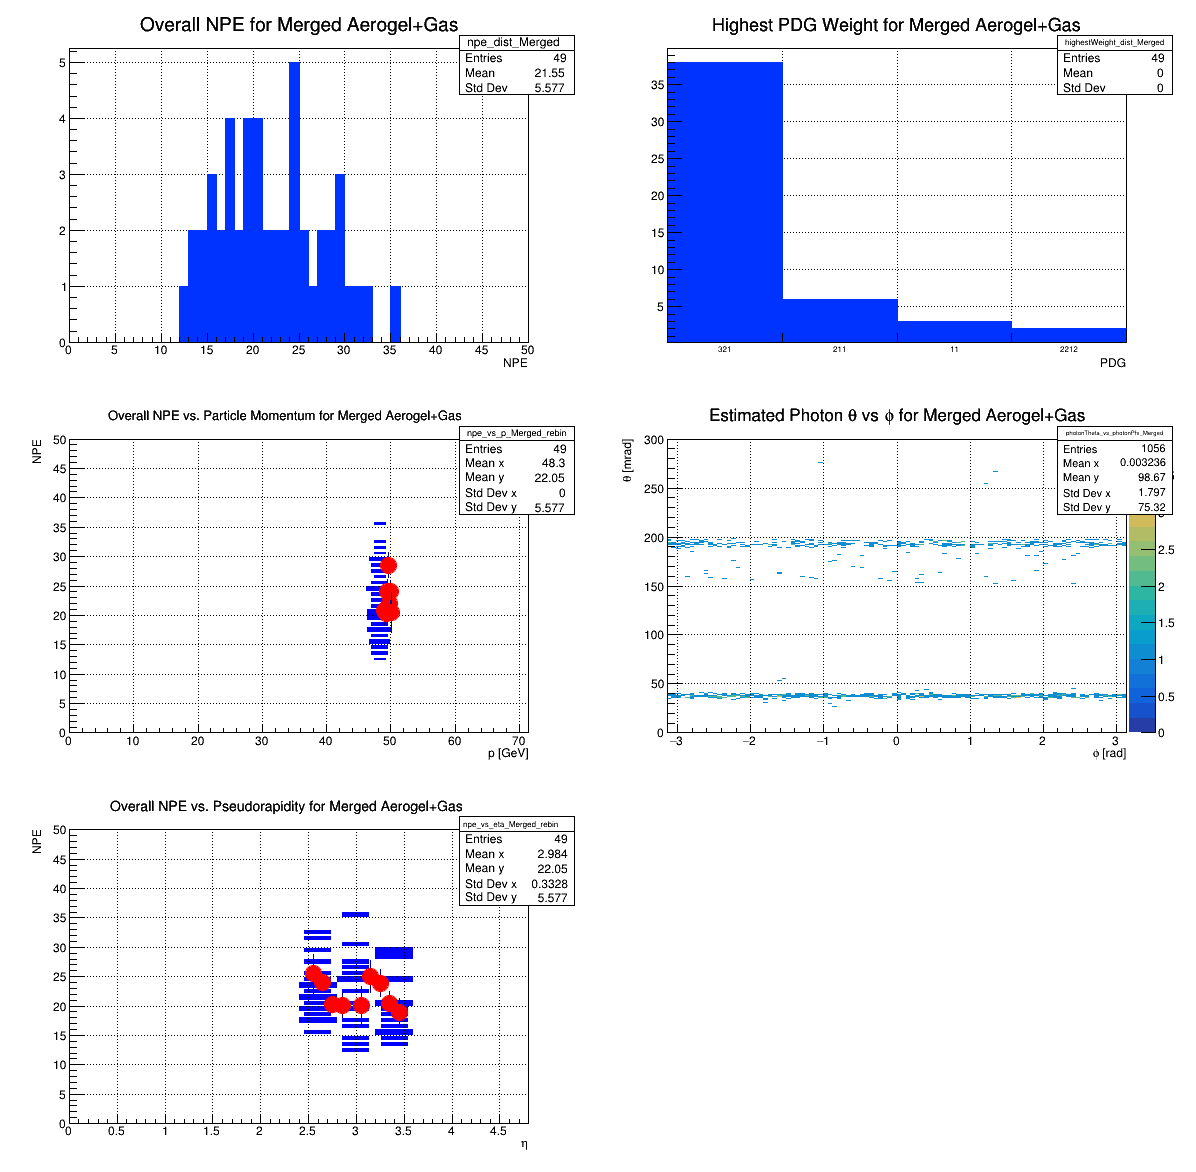 Overall NPE for Merged Aerogel+Gas
npe_dist_Merged
Entries 49
Mean 21.55
Std Dev 5.577
5
4
3
2
1
0
0 5 10 15 20 25 30 35 40 45 50
NPE
Highest PDG Weight for Merged Aerogel+Gas
highestWeight_dist_Merged
Entries 49
Mean 0
Std Dev 0
35
30
25
20
15
10
5
321 211 11 2212
PDG
Overall NPE vs. Particle Momentum for Merged Aerogel+Gas
npe_vs_p_Merged_rebin
Entries 49
Mean x 48.3
Mean y 22.05
Std Dev x 0
Std Dev y 5.577
NPE
50
45
40
35
30
25
20
15
10
5
0
0 10 20 30 40 50 60 70
p [GeV]
Estimated Photon θ vs ϕ for Merged Aerogel+Gas
photonTheta_vs_photonPhi_Merged
Entries 1056
Mean x 0.003236
Mean y 98.67
Std Dev x 1.797
Std Dev y 75.32
θ [mrad]
300
250
200
150
100
50
0
−3 −2 −1 0 1 2 3
ϕ [rad]
2.5
2
1.5
1
0.5
0
Overall NPE vs. Pseudorapidity for Merged Aerogel+Gas
npe_vs_eta_Merged_rebin
Entries 49
Mean x 2.984
Mean y 22.05
Std Dev x 0.3328
Std Dev y 5.577
NPE
50
45
40
35
30
25
20
15
10
5
0
0 0.5 1 1.5 2 2.5 3 3.5 4 4.5
η